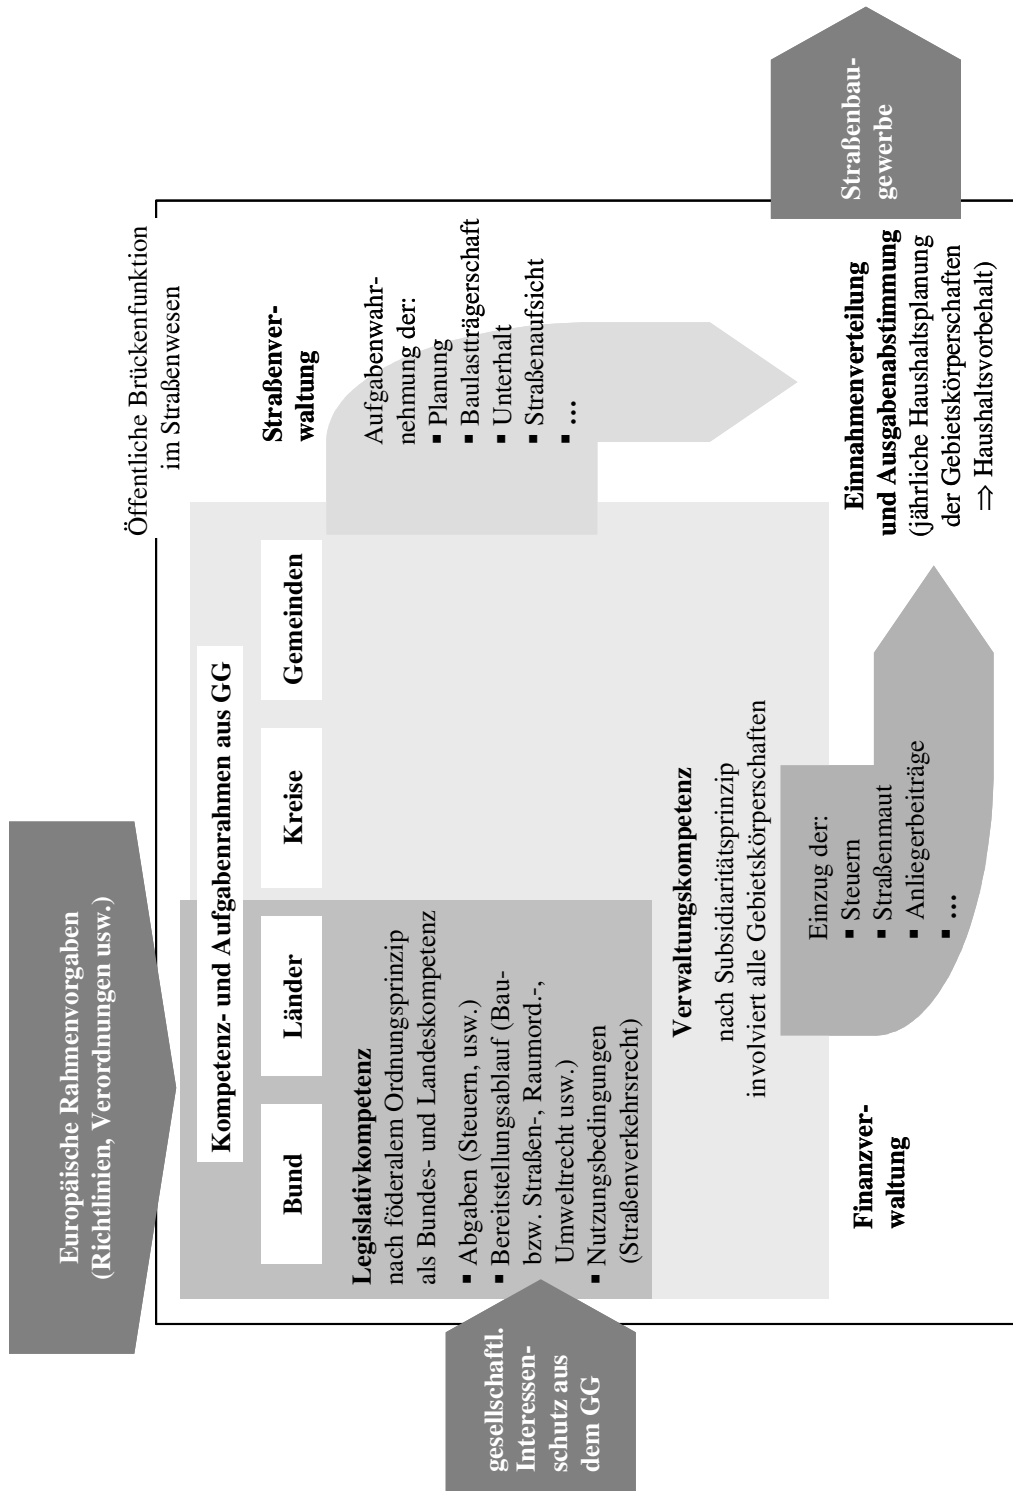 Europäische Rahmenvorgaben
(Richtlinien, Verordnungen usw.)
Öffentliche Brückenfunktion
im Straßenwesen
Kompetenz- und Aufgabenrahmen aus GG
Bund
Länder
Kreise
Gemeinden
Straßenver-
waltung
Legislativkompetenz
nach föderalem Ordnungsprinzip
als Bundes- und Landeskompetenz
▪ Abgaben (Steuern, usw.)
▪ Bereitstellungsablauf (Bau-
bzw. Straßen-, Raumord.-,
Umweltrecht usw.)
▪ Nutzungsbedingungen
(Straßenverkehrsrecht)
Aufgabenwahr-
nehmung der:
▪ Planung
▪ Baulastträgerschaft
▪ Unterhalt
▪ Straßenaufsicht
▪ ...
gesellschaftl.
Interessen-
schutz aus
dem GG
Verwaltungskompetenz
nach Subsidiaritätsprinzip
involviert alle Gebietskörperschaften
Finanzver-
waltung
Einzug der:
▪ Steuern
▪ Straßenmaut
▪ Anliegerbeiträge
▪ ...
Einnahmenverteilung
und Ausgabenabstimmung
(jährliche Haushaltsplanung
der Gebietskörperschaften
⇒ Haushaltsvorbehalt)
Straßenbau-
gewerbe